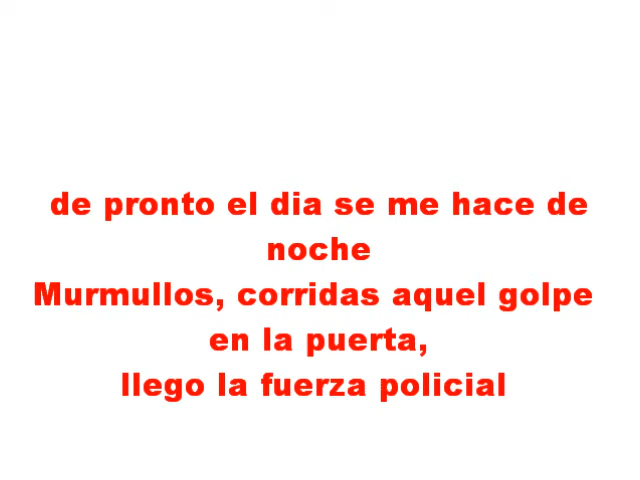 de pronto el dia se me hace de
noche
Murmullos, corridas aquel golpe
en la puerta,
llego la fuerza policial